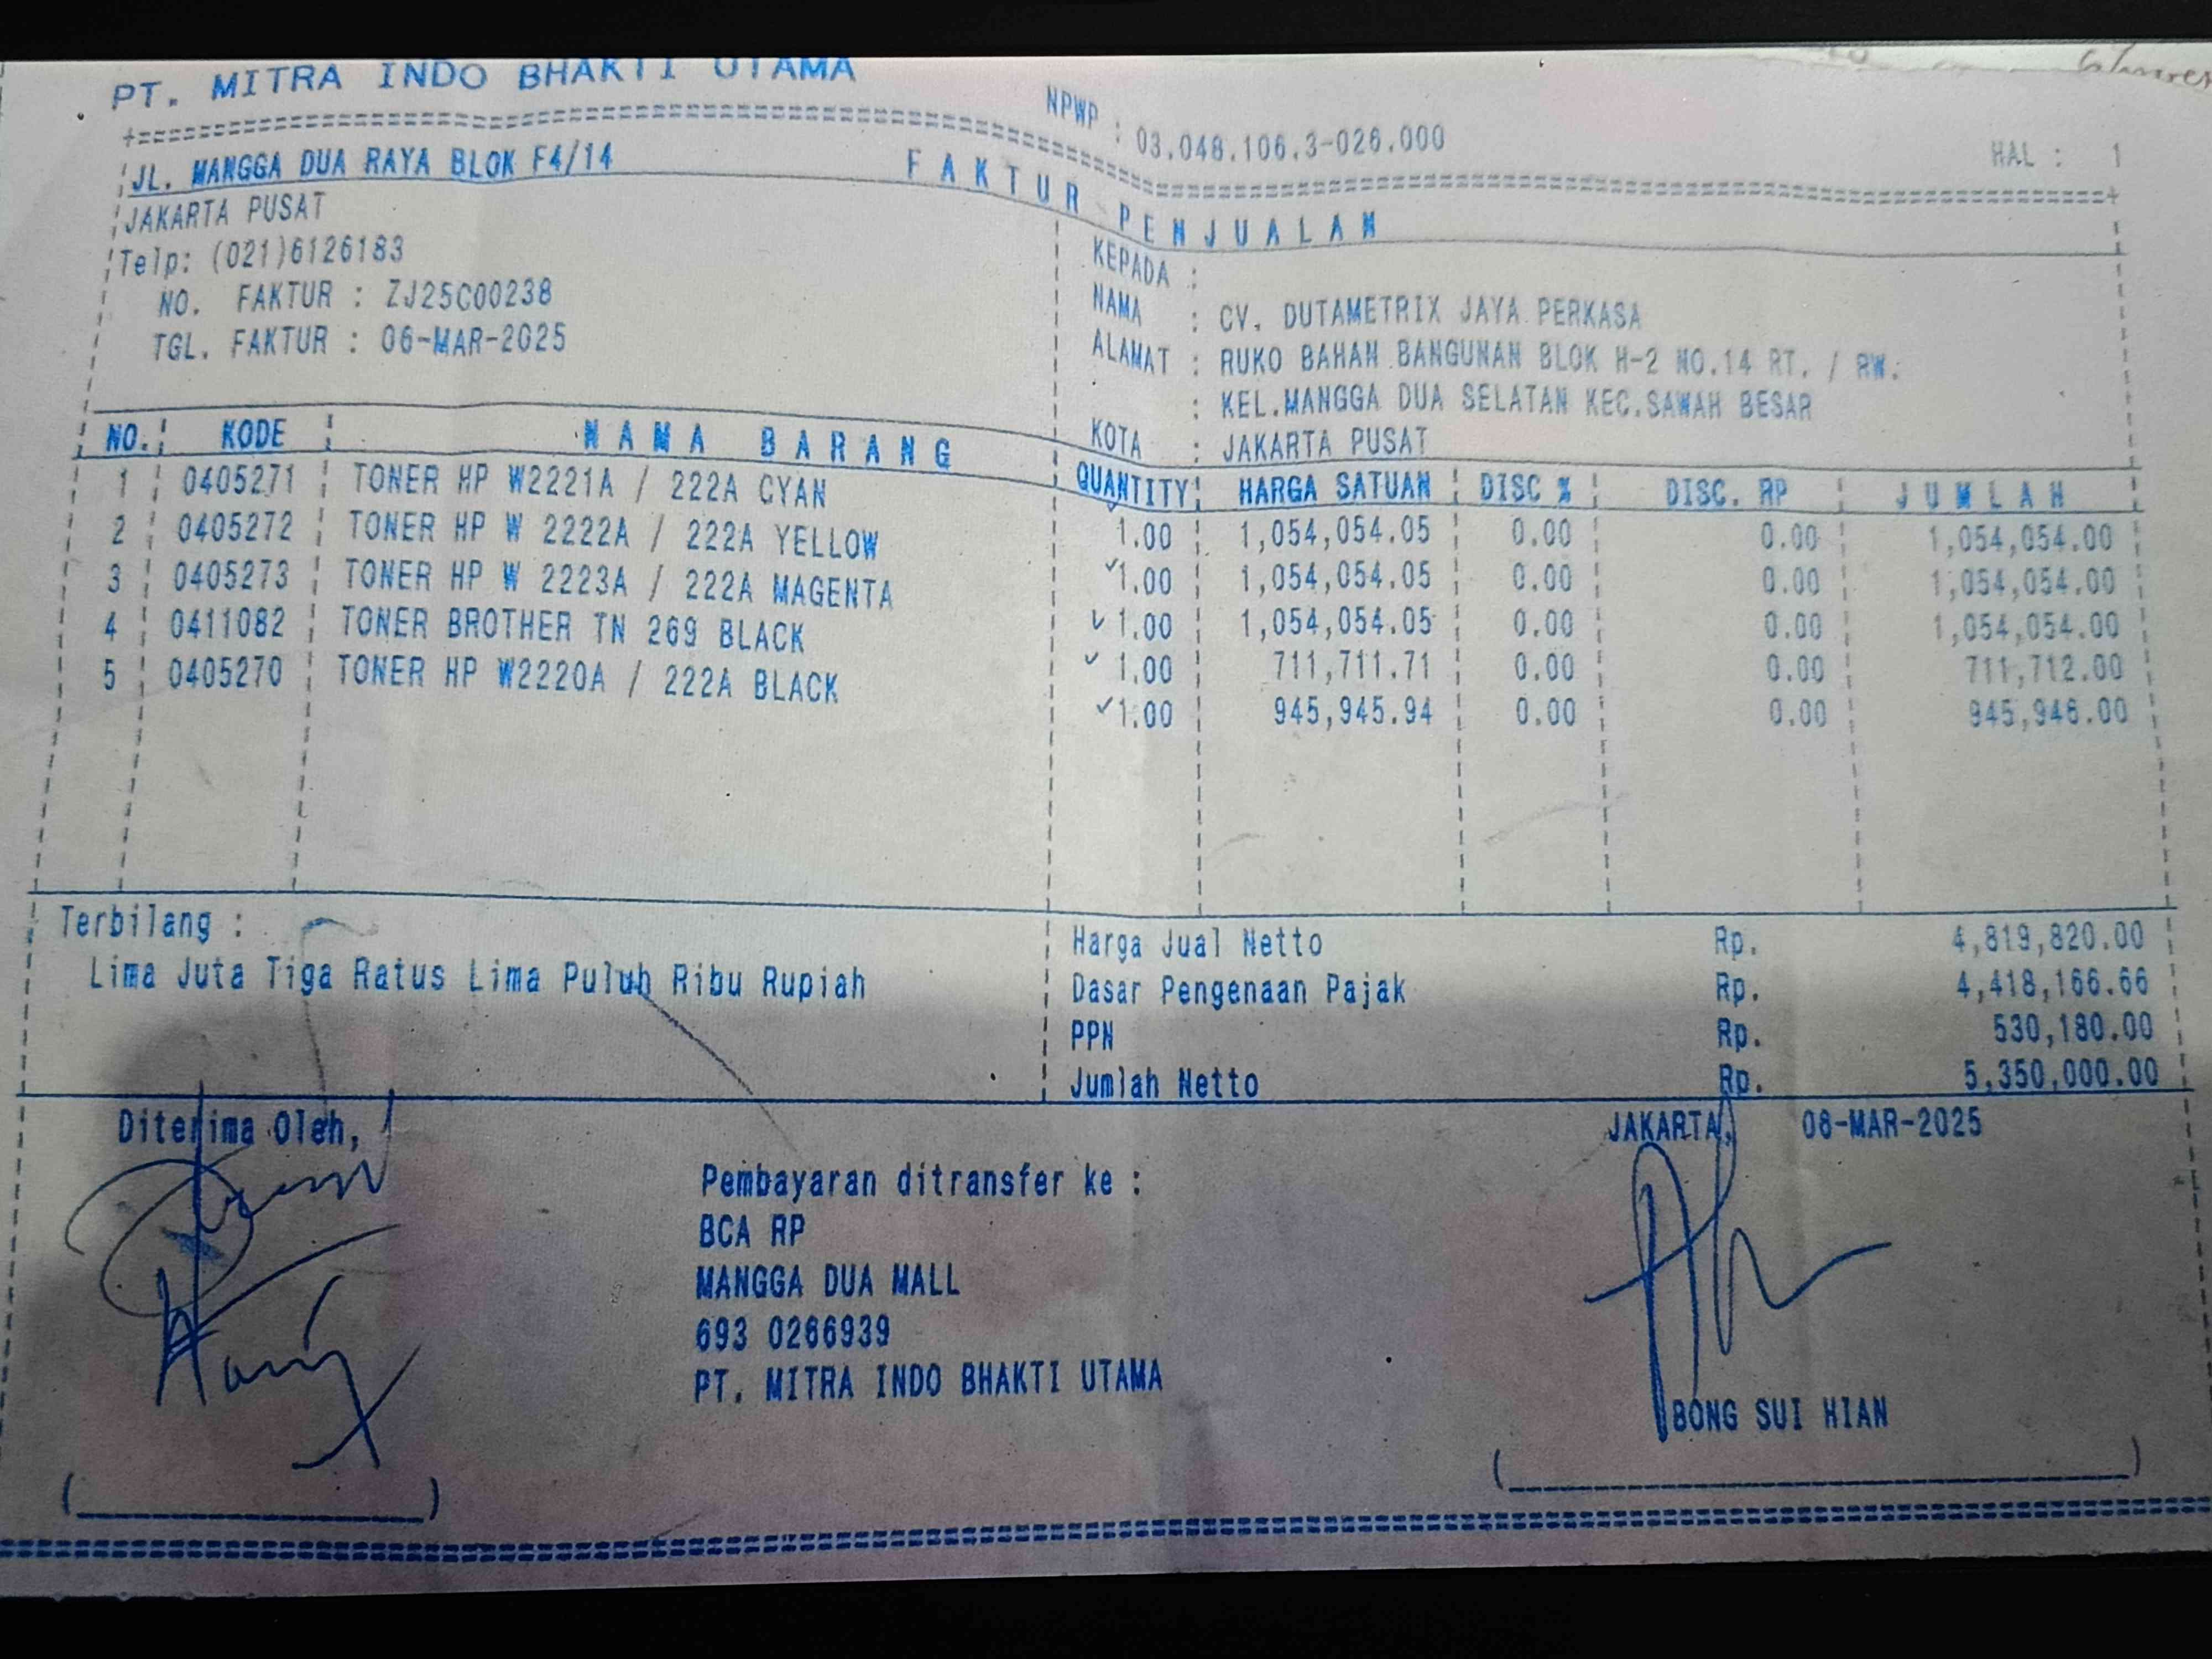 PT. MITRA INDO BHAKTI UTAMA
NPWP : 03.048.106.3-026.000
HAL : 1
JL. MANGGA DUA RAYA BLOK F4/14
FAKTUR PENJUALAN
JAKARTA PUSAT
Telp: (021)6126183
NO. FAKTUR : ZJ25C00238
TGL. FAKTUR : 06-MAR-2025
KEPADA :
NAMA : CV. DUTAMETRIX JAYA PERKASA
ALAMAT : RUKO BAHAN BANGUNAN BLOK H-2 NO.14 RT. / RW.
: KEL.MANGGA DUA SELATAN KEC.SAWAH BESAR
KOTA : JAKARTA PUSAT
NO. KODE NAMA BARANG QUANTITY HARGA SATUAN DISC % DISC. RP JUMLAH
1 0405271 TONER HP W2221A / 222A CYAN 1.00 1,054,054.05 0.00 0.00 1,054,054.00
2 0405272 TONER HP W 2222A / 222A YELLOW 1.00 1,054,054.05 0.00 0.00 1,054,054.00
3 0405273 TONER HP W 2223A / 222A MAGENTA 1.00 1,054,054.05 0.00 0.00 1,054,054.00
4 0411082 TONER BROTHER TN 269 BLACK 1.00 711,711.71 0.00 0.00 711,712.00
5 0405270 TONER HP W2220A / 222A BLACK 1.00 945,945.94 0.00 0.00 945,946.00
Terbilang :
Lima Juta Tiga Ratus Lima Puluh Ribu Rupiah
Harga Jual Netto Rp. 4,819,820.00
Dasar Pengenaan Pajak Rp. 4,418,166.66
PPN Rp. 530,180.00
Jumlah Netto Rp. 5,350,000.00
Diterima Oleh,
JAKARTA, 06-MAR-2025
Pembayaran ditransfer ke :
BCA RP
MANGGA DUA MALL
693 0266939
PT. MITRA INDO BHAKTI UTAMA
BONG SUI HIAN